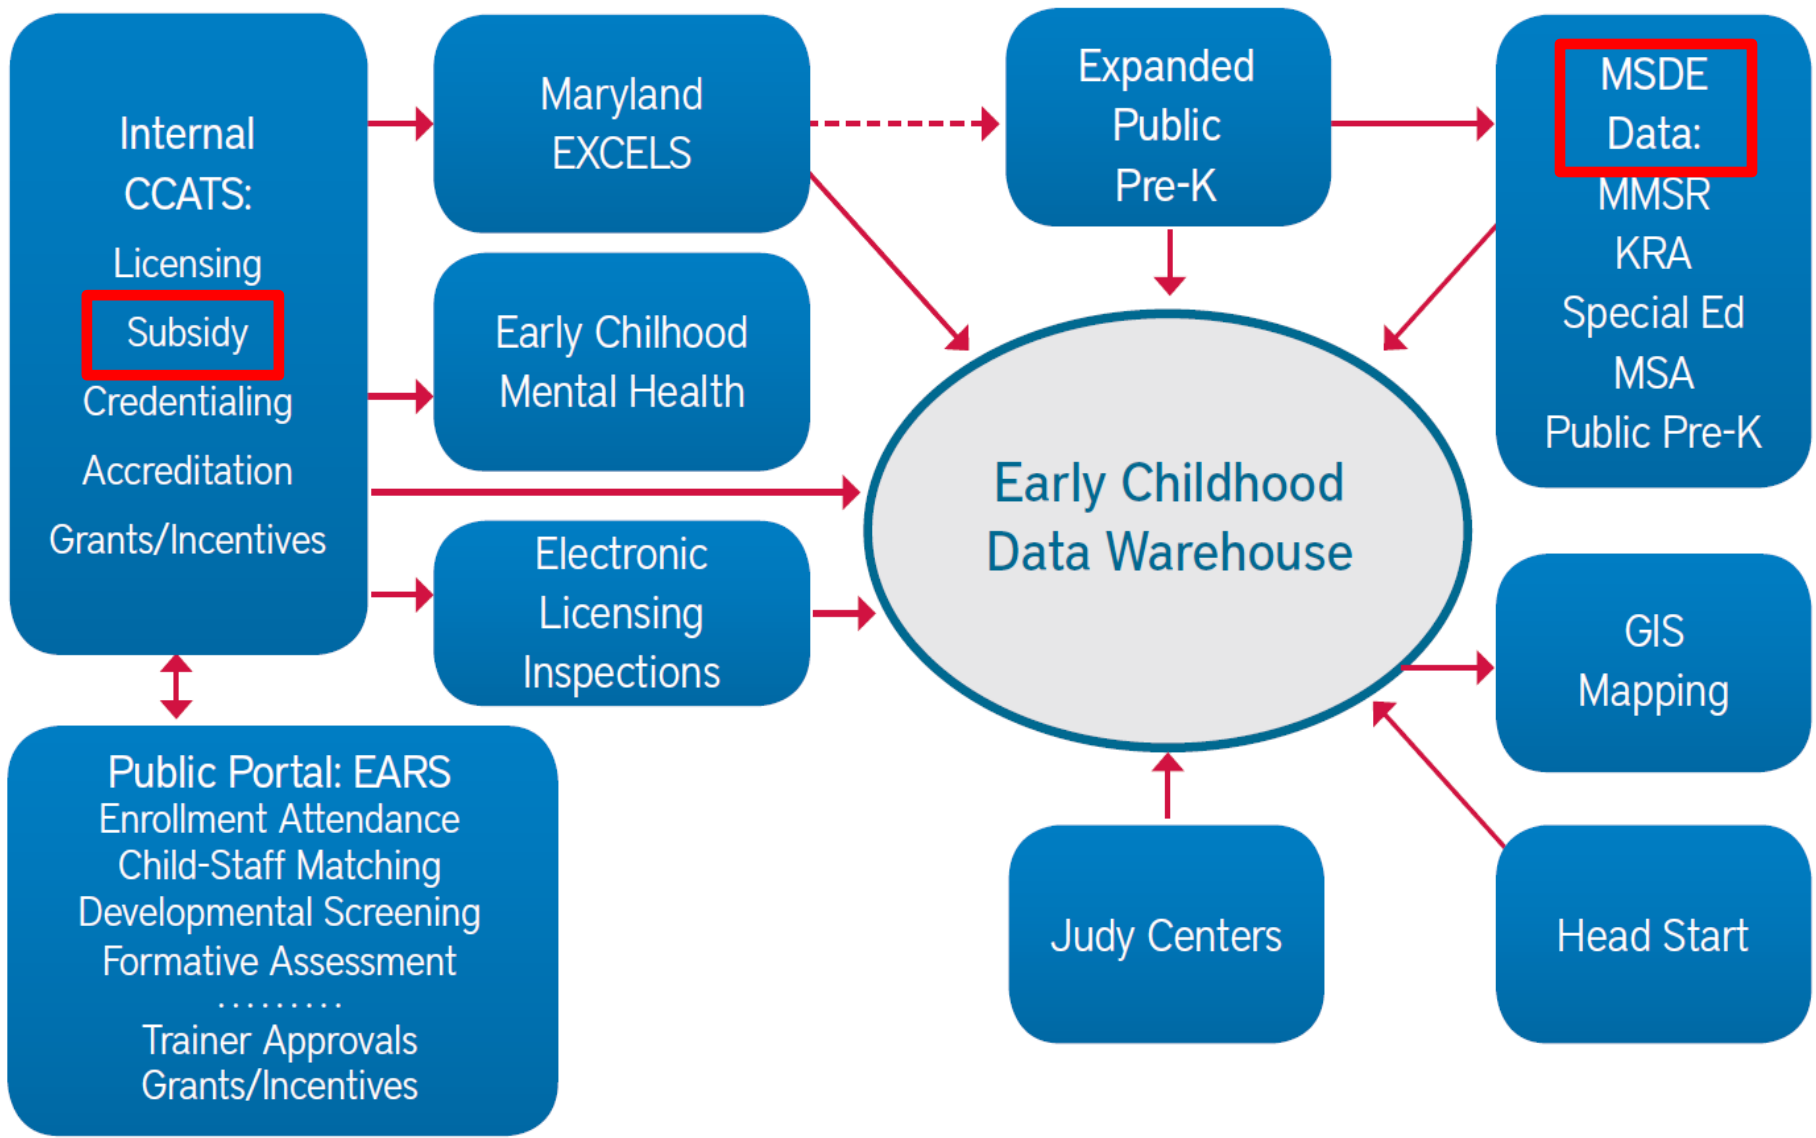 Internal
CCATS:
Licensing
Subsidy
Credentialing
Accreditation
Grants/Incentives
Maryland
EXCELS
Early Chilhood
Mental Health
Electronic
Licensing
Inspections
Expanded
Public
Pre-K
MSDE
Data:
MMSR
KRA
Special Ed
MSA
Public Pre-K
Early Childhood
Data Warehouse
GIS
Mapping
Public Portal: EARS
Enrollment Attendance
Child-Staff Matching
Developmental Screening
Formative Assessment
.........
Trainer Approvals
Grants/Incentives
Judy Centers
Head Start